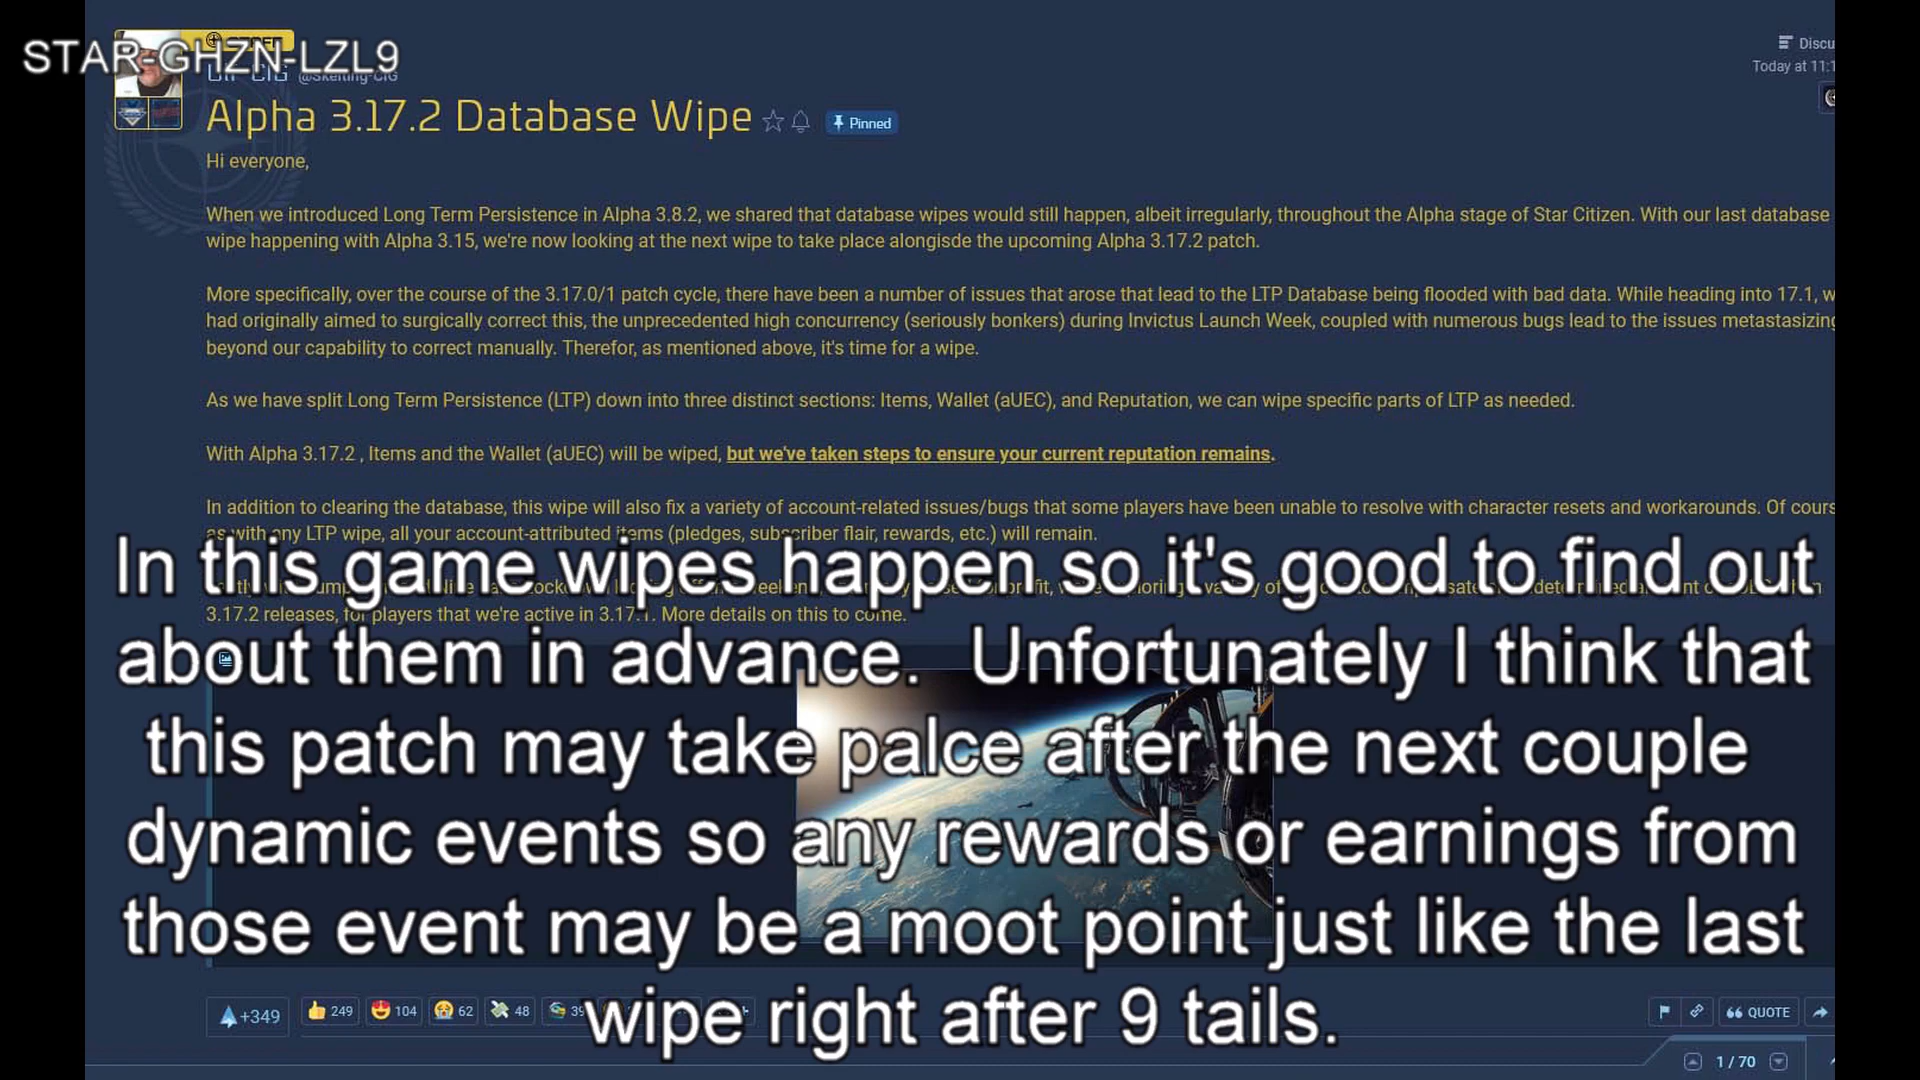 STAR-GHZN-LZL9
CIG @Skelting-CIG
Discu
Today at 11:1
Alpha 3.17.2 Database Wipe Pinned
Hi everyone,
When we introduced Long Term Persistence in Alpha 3.8.2, we shared that database wipes would still happen, albeit irregularly, throughout the Alpha stage of Star Citizen. With our last database
wipe happening with Alpha 3.15, we're now looking at the next wipe to take place alongisde the upcoming Alpha 3.17.2 patch.
More specifically, over the course of the 3.17.0/1 patch cycle, there have been a number of issues that arose that lead to the LTP Database being flooded with bad data. While heading into 17.1, w
had originally aimed to surgically correct this, the unprecedented high concurrency (seriously bonkers) during Invictus Launch Week, coupled with numerous bugs lead to the issues metastasizing
beyond our capability to correct manually. Therefor, as mentioned above, it's time for a wipe.
As we have split Long Term Persistence (LTP) down into three distinct sections: Items, Wallet (aUEC), and Reputation, we can wipe specific parts of LTP as needed.
With Alpha 3.17.2 , Items and the Wallet (aUEC) will be wiped, but we've taken steps to ensure your current reputation remains.
In addition to clearing the database, this wipe will also fix a variety of account-related issues/bugs that some players have been unable to resolve with character resets and workarounds. Of cours
as with any LTP wipe, all your account-attributed items (pledges, subscriber flair, rewards, etc.) will remain.
3.17.2 releases, for players that we're active in 3.17.1. More details on this to come.
In this game wipes happen so it's good to find out
about them in advance. Unfortunately I think that
this patch may take palce after the next couple
dynamic events so any rewards or earnings from
those event may be a moot point just like the last
wipe right after 9 tails.
+349 249 104 62 48 39
QUOTE
1 / 70